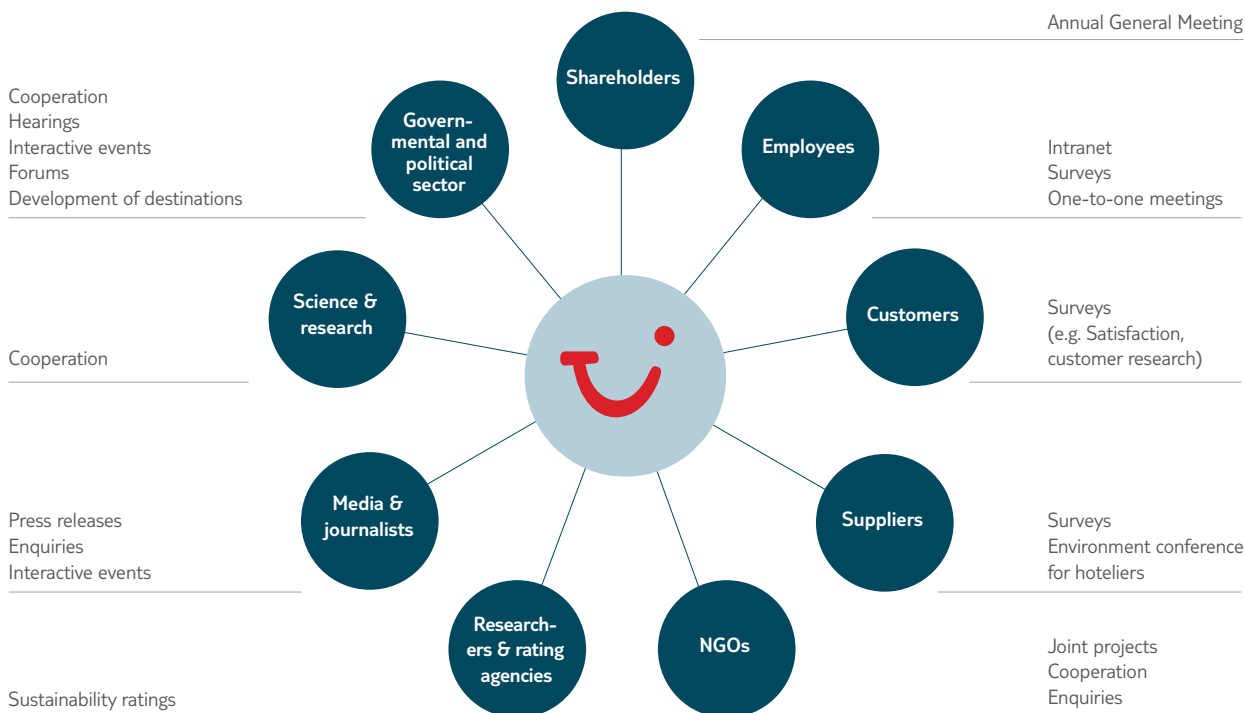 Annual General Meeting
Shareholders
Employees
Intranet
Surveys
One-to-one meetings
Customers
Surveys
(e.g. Satisfaction,
customer research)
Suppliers
Surveys
Environment conference
for hoteliers
NGOs
Joint projects
Cooperation
Enquiries
Research-
ers & rating
agencies
Sustainability ratings
Media &
journalists
Press releases
Enquiries
Interactive events
Science &
research
Cooperation
Govern-
mental and
political
sector
Cooperation
Hearings
Interactive events
Forums
Development of destinations